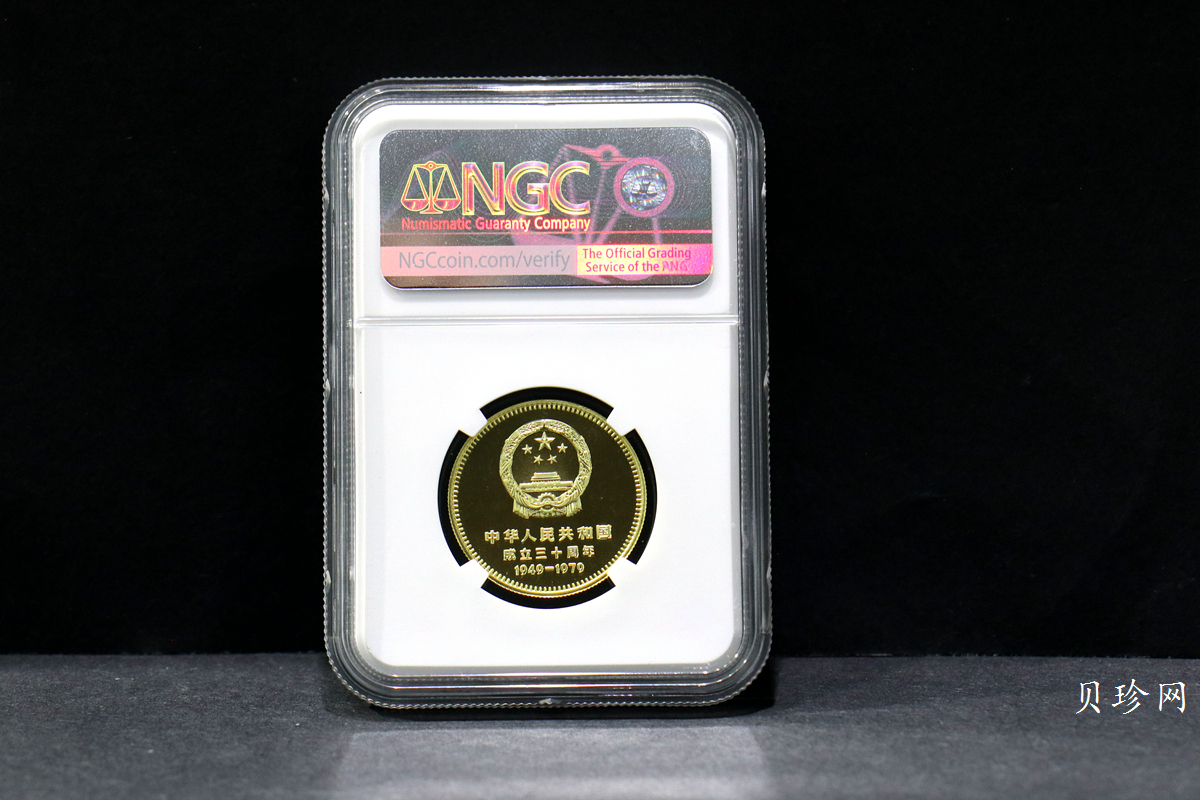 NGC
Numismatic Guaranty Company
NGCcoin.com/verify
The Official Grading
Service of the PNG
中华人民共和国
成立三十周年
1949-1979
贝珍网